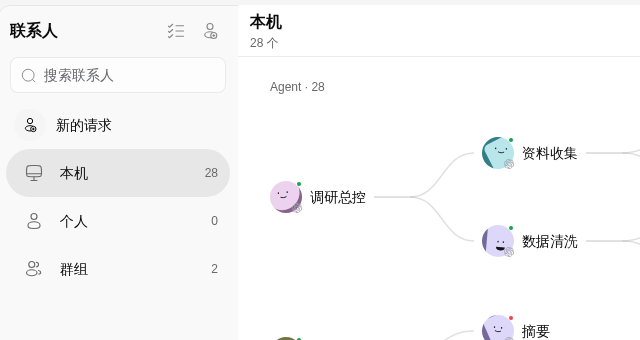 联系人
搜索联系人
新的请求
本机 28
个人 0
群组 2
本机
28 个
Agent · 28
调研总控
资料收集
数据清洗
摘要